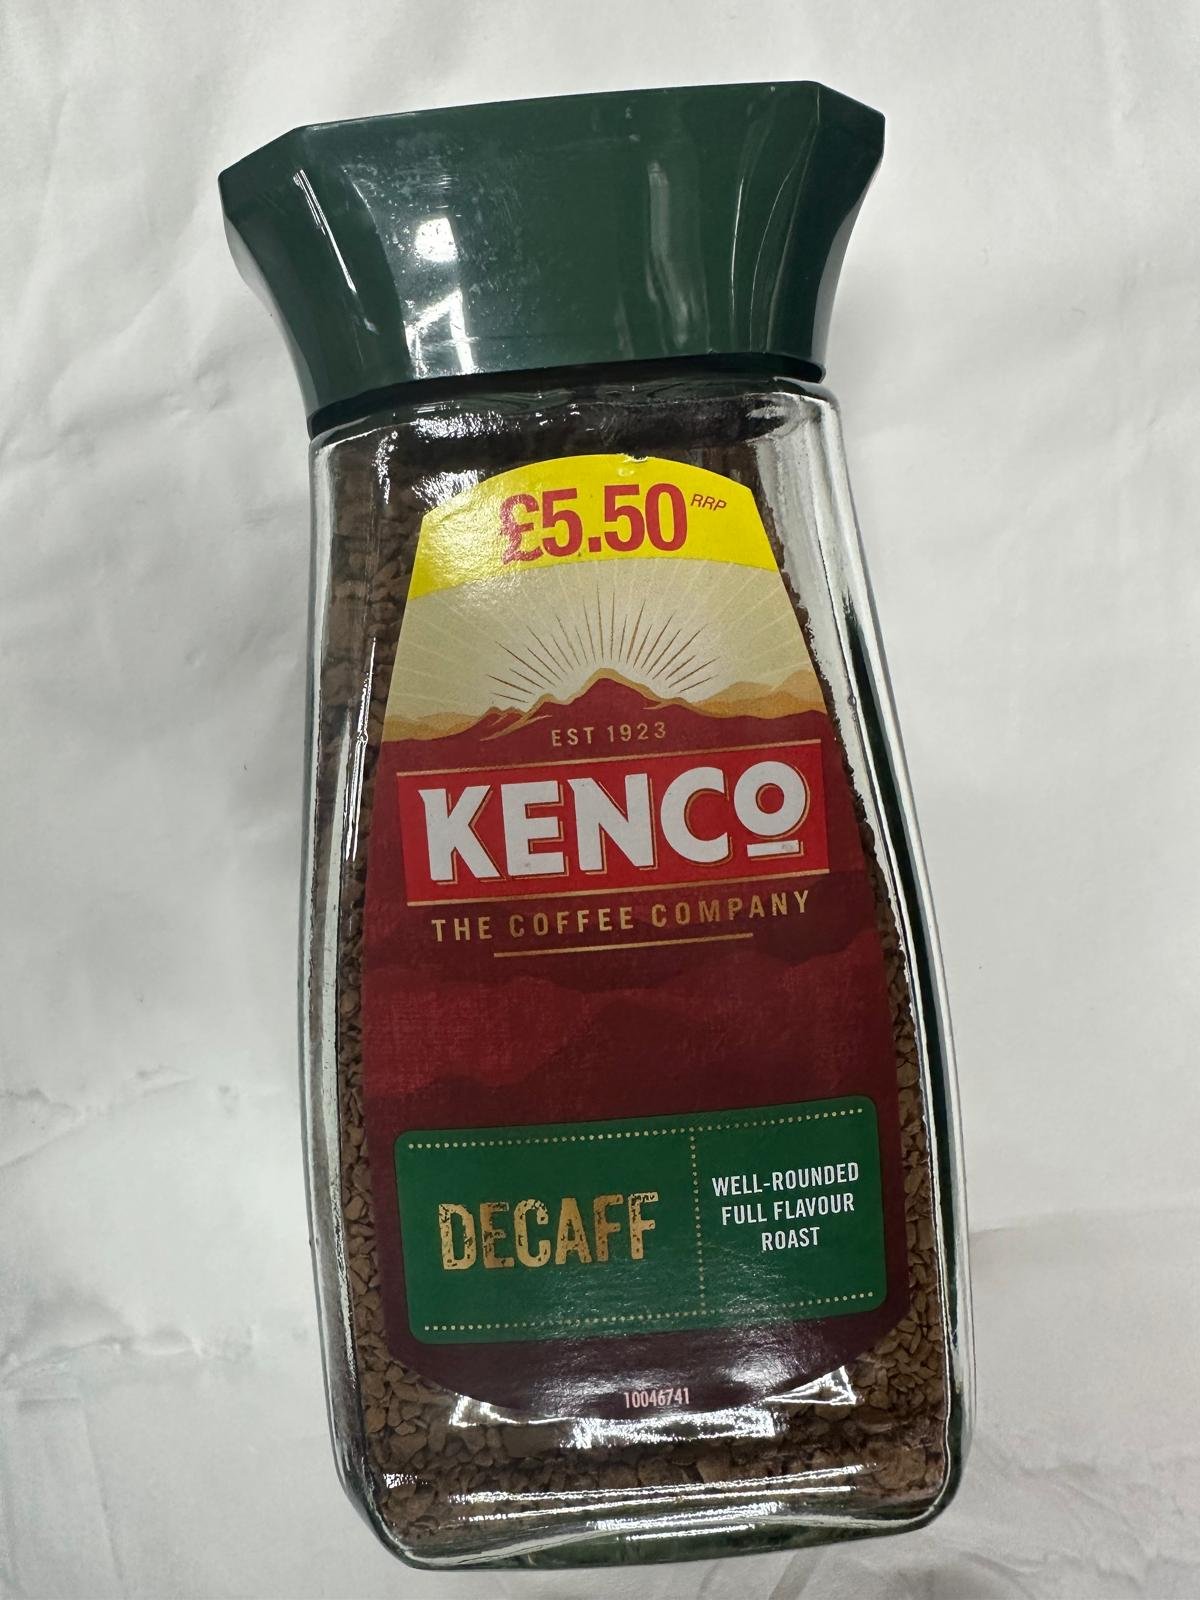 £5.50 RRP
EST 1923
KENCO
THE COFFEE COMPANY
DECAFF
WELL-ROUNDED
FULL FLAVOUR
ROAST
10046741